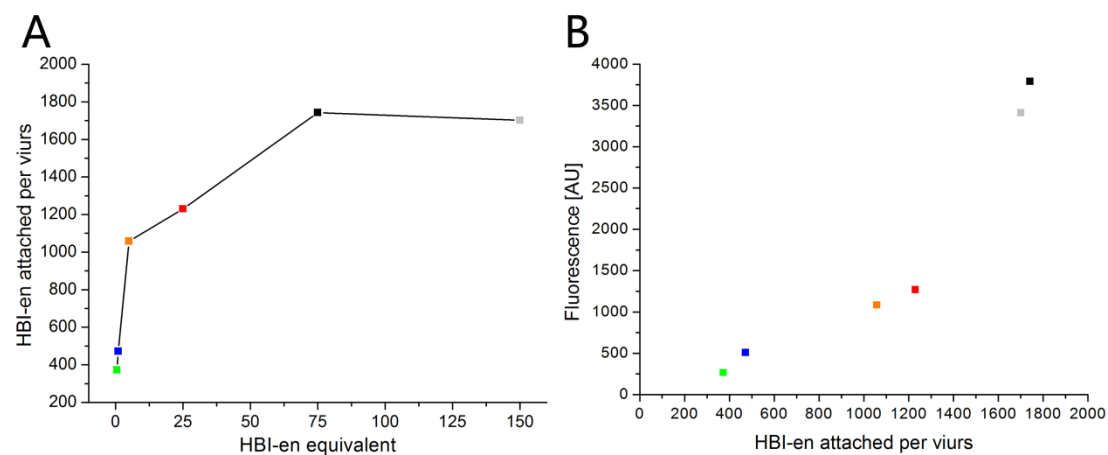 A
2000
1800
1600
1400
1200
1000
800
600
400
200
HBI-en attached per viurs
0 25 50 75 100 125 150
HBI-en equivalent
B
4000
3500
3000
2500
2000
1500
1000
500
0
Fluorescence [AU]
0 200 400 600 800 1000 1200 1400 1600 1800 2000
HBI-en attached per viurs